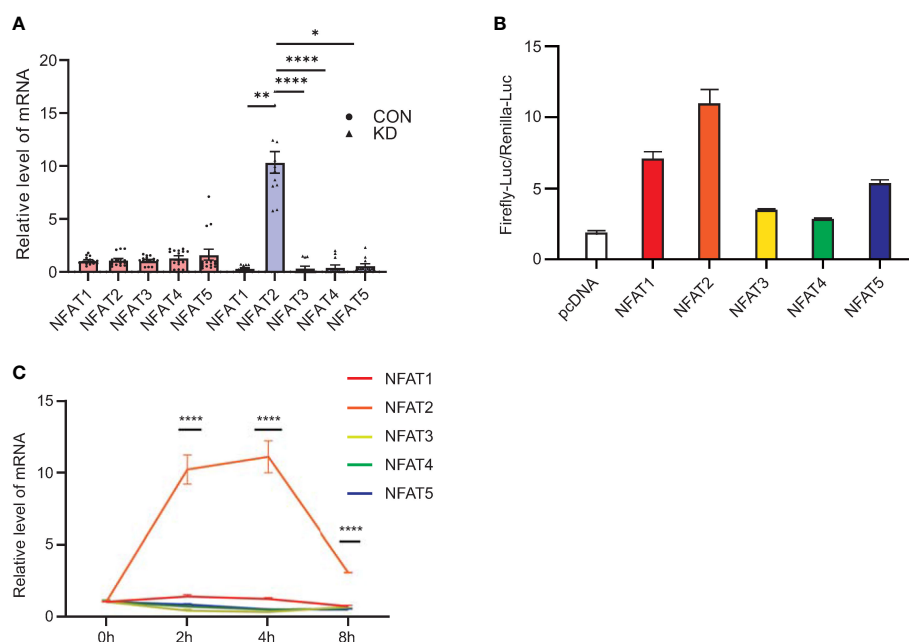 A
Relative level of mRNA
20
15
10
5
0
*
****
****
**
CON
KD
NFAT1
NFAT2
NFAT3
NFAT4
NFAT5
NFAT1
NFAT2
NFAT3
NFAT4
NFAT5
B
Firefly-Luc/Renilla-Luc
15
10
5
0
pcDNA
NFAT1
NFAT2
NFAT3
NFAT4
NFAT5
C
Relative level of mRNA
15
10
5
0
****
****
****
0h
2h
4h
8h
NFAT1
NFAT2
NFAT3
NFAT4
NFAT5